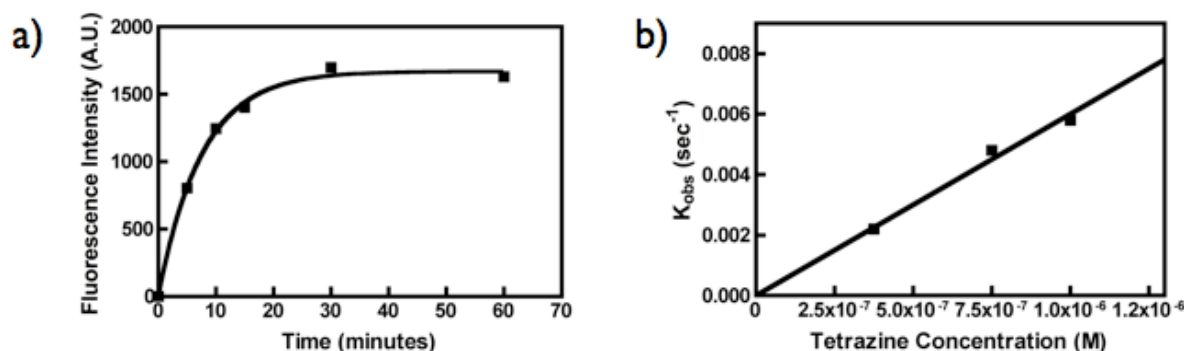 a)
Fluorescence Intensity (A.U.)
2000
1500
1000
500
0
0 10 20 30 40 50 60 70
Time (minutes)
b)
K_obs (sec⁻¹)
0.008
0.006
0.004
0.002
0.000
0 2.5x10⁻⁷ 5.0x10⁻⁷ 7.5x10⁻⁷ 1.0x10⁻⁶ 1.2x10⁻⁶
Tetrazine Concentration (M)